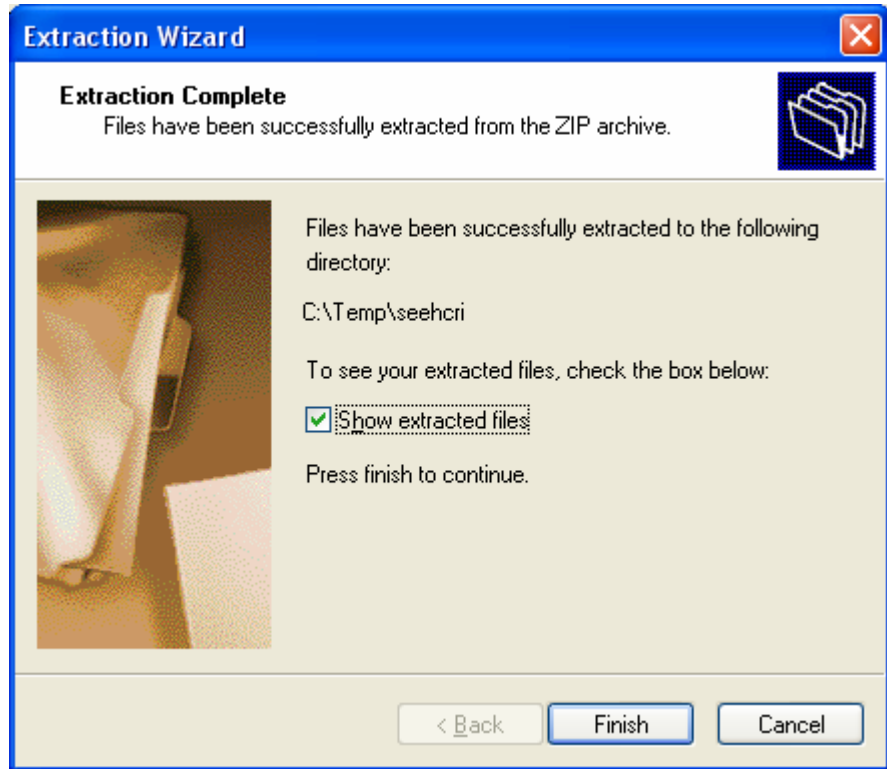 Extraction Wizard
Extraction Complete
Files have been successfully extracted from the ZIP archive.
Files have been successfully extracted to the following
directory:
C:\Temp\seehcri
To see your extracted files, check the box below:
Show extracted files
Press finish to continue.
< Back Finish Cancel